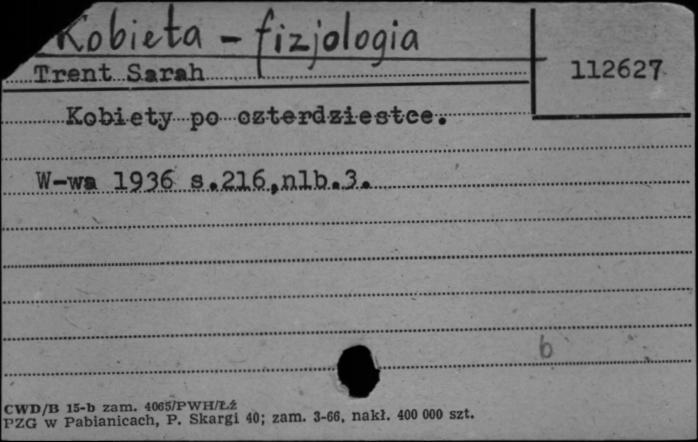 Kobieta - fizjologia
Trent Sarah
112627
Kobiety po czterdziestce.
W-wa 1936 s.216,nlb.3.
b
CWD/B 15-b zam. 4065/PWH/Łź
PZG w Pabianicach, P. Skargi 40; zam. 3-66, nakł. 400 000 szt.